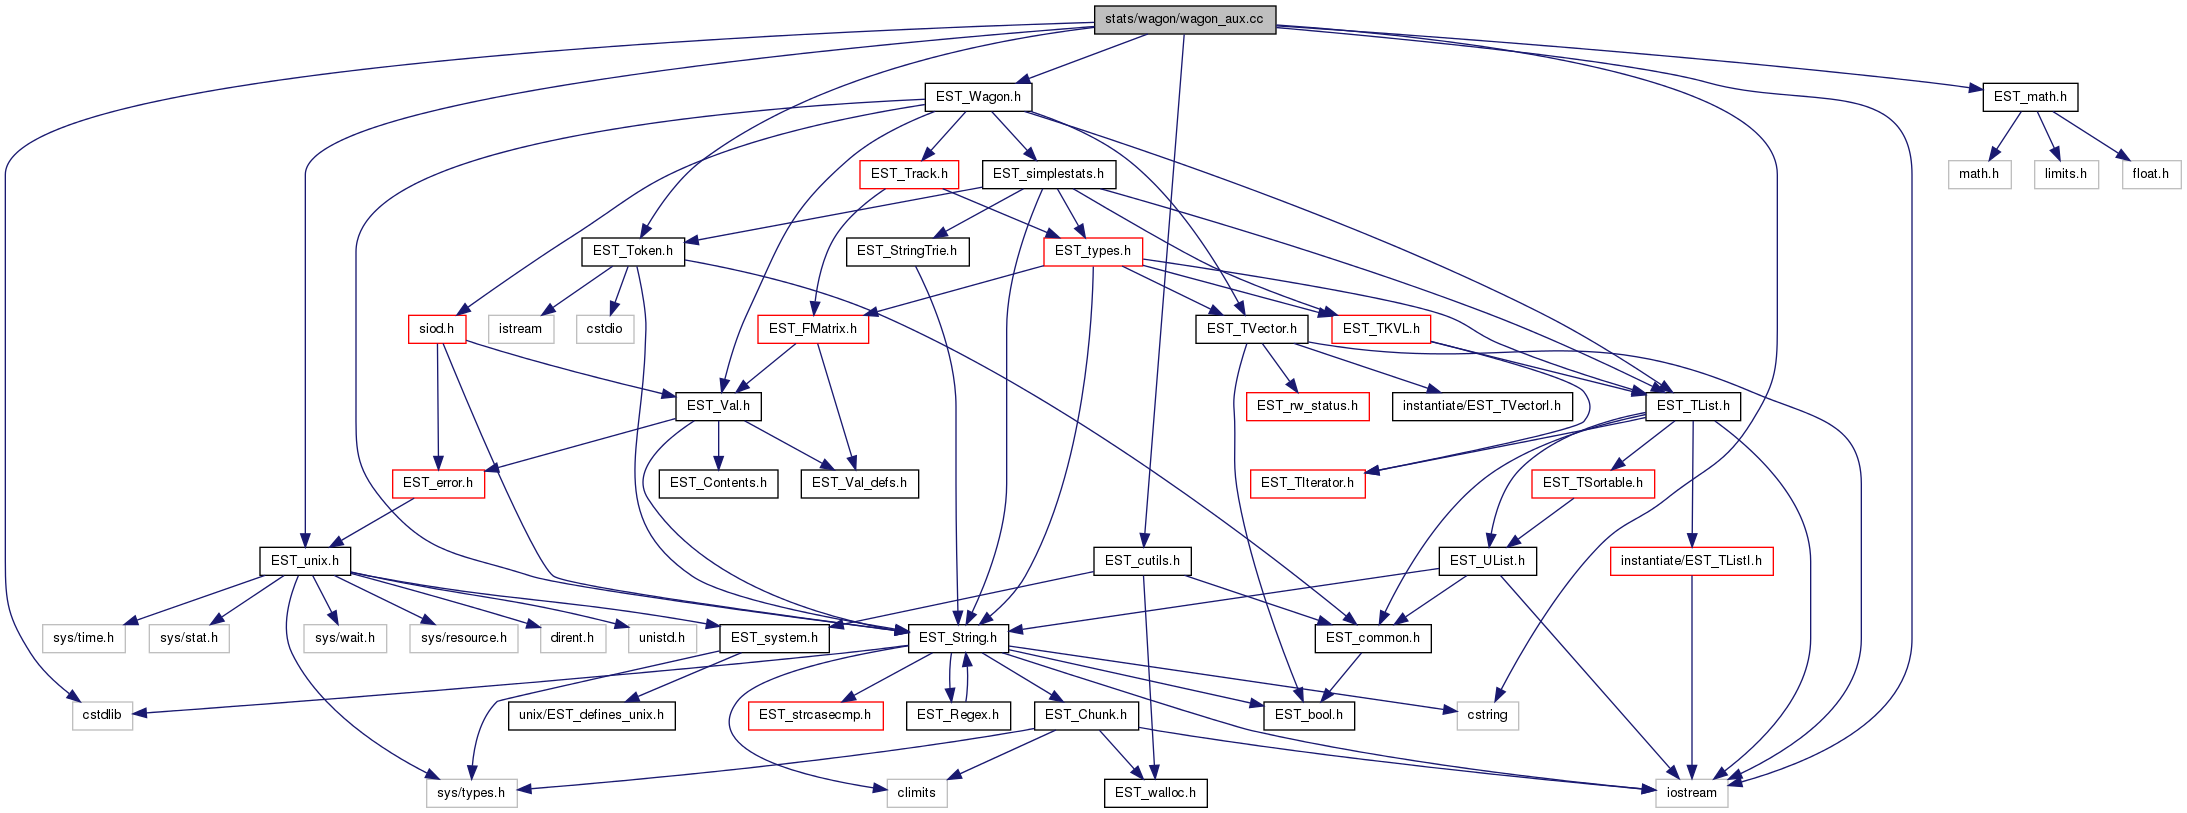 stats/wagon/wagon_aux.cc
EST_Wagon.h
EST_math.h
EST_Track.h
EST_simplestats.h
math.h
limits.h
float.h
EST_Token.h
EST_StringTrie.h
EST_types.h
siod.h
istream
cstdio
EST_FMatrix.h
EST_TVector.h
EST_TKVL.h
EST_Val.h
EST_rw_status.h
instantiate/EST_TVectorI.h
EST_TList.h
EST_error.h
EST_Contents.h
EST_Val_defs.h
EST_TIterator.h
EST_TSortable.h
EST_unix.h
EST_cutils.h
EST_UList.h
instantiate/EST_TListI.h
sys/time.h
sys/stat.h
sys/wait.h
sys/resource.h
dirent.h
unistd.h
EST_system.h
EST_String.h
EST_common.h
cstdlib
unix/EST_defines_unix.h
EST_strcasecmp.h
EST_Regex.h
EST_Chunk.h
EST_bool.h
cstring
sys/types.h
climits
EST_walloc.h
iostream